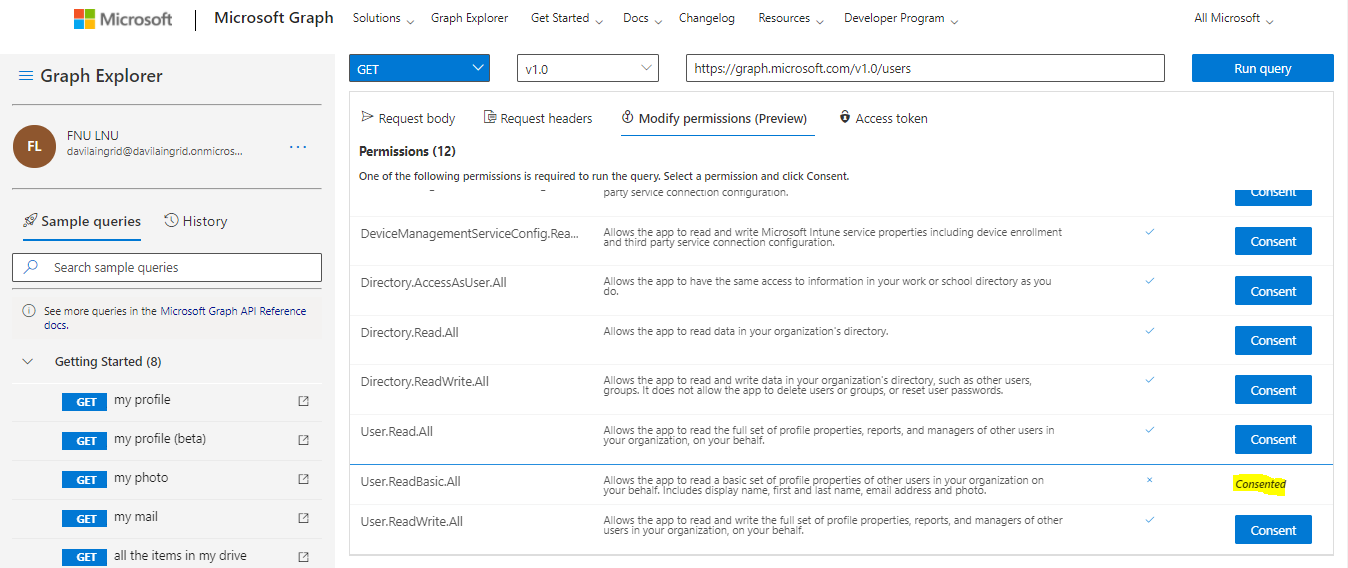 Microsoft
Microsoft Graph
Solutions
Graph Explorer
Get Started
Docs
Changelog
Resources
Developer Program
All Microsoft
Graph Explorer
FL
FNU LNU
davilaingrid@davilaingrid.onmicros...
...
Sample queries
History
Search sample queries
See more queries in the Microsoft Graph API Reference
docs.
Getting Started (8)
GET my profile
GET my profile (beta)
GET my photo
GET my mail
GET all the items in my drive
GET
v1.0
https://graph.microsoft.com/v1.0/users
Run query
Request body
Request headers
Modify permissions (Preview)
Access token
Permissions (12)
One of the following permissions is required to run the query. Select a permission and click Consent.
party service connection configuration.
Consent
DeviceManagementServiceConfig.Rea...
Allows the app to read and write Microsoft Intune service properties including device enrollment
and third party service connection configuration.
Consent
Directory.AccessAsUser.All
Allows the app to have the same access to information in your work or school directory as you
do.
Consent
Directory.Read.All
Allows the app to read data in your organization's directory.
Consent
Directory.ReadWrite.All
Allows the app to read and write data in your organization's directory, such as other users,
groups. It does not allow the app to delete users or groups, or reset user passwords.
Consent
User.Read.All
Allows the app to read the full set of profile properties, reports, and managers of other users in
your organization, on your behalf.
Consent
User.ReadBasic.All
Allows the app to read a basic set of profile properties of other users in your organization on
your behalf. Includes display name, first and last name, email address and photo.
Consented
User.ReadWrite.All
Allows the app to read and write the full set of profile properties, reports, and managers of other
users in your organization, on your behalf.
Consent